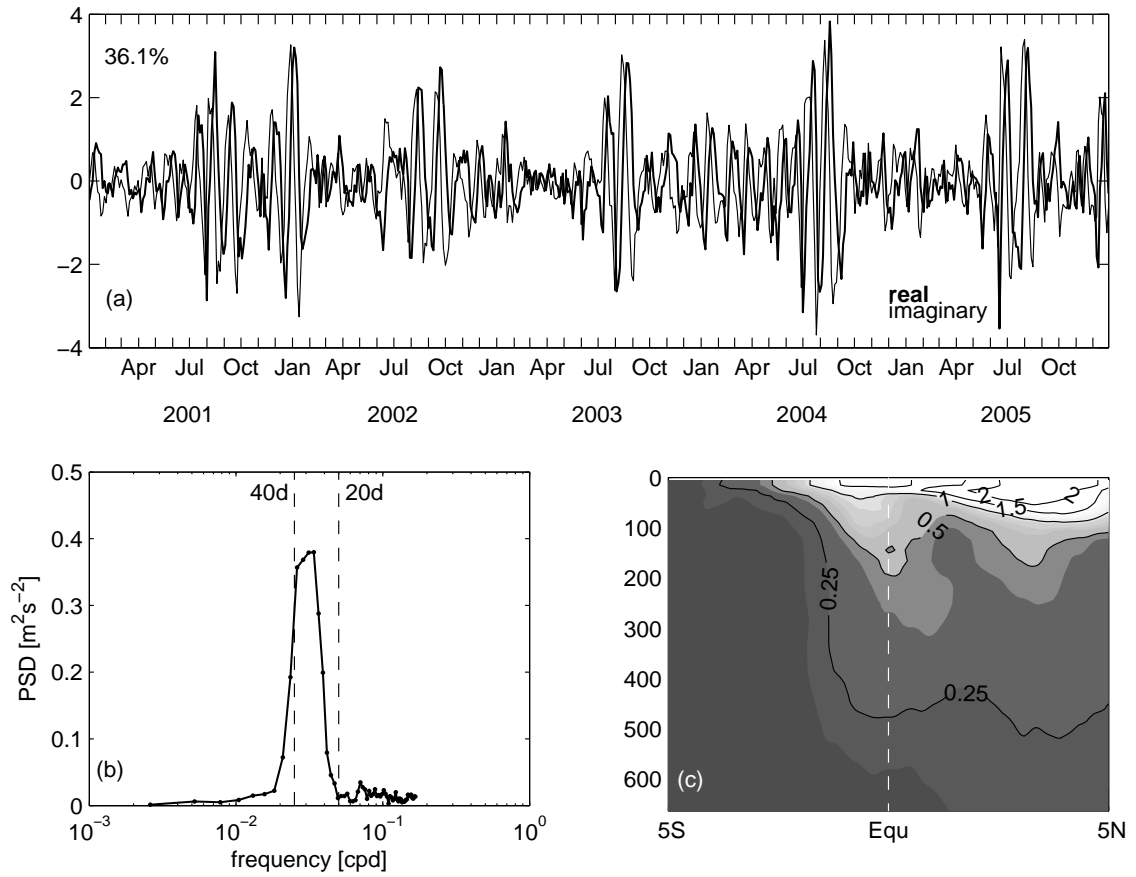 4
2
0
−2
−4
36.1%
(a)
real
imaginary
Apr Jul Oct Jan Apr Jul Oct Jan Apr Jul Oct Jan Apr Jul Oct Jan Apr Jul Oct
2001 2002 2003 2004 2005
0.5
0.4
0.3
0.2
0.1
0
PSD [m²s⁻²]
40d 20d
(b)
10⁻³ 10⁻² 10⁻¹ 10⁰
frequency [cpd]
0
100
200
300
400
500
600
1 2 1.5 2
0.5
0.25
0.25
(c)
5S Equ 5N